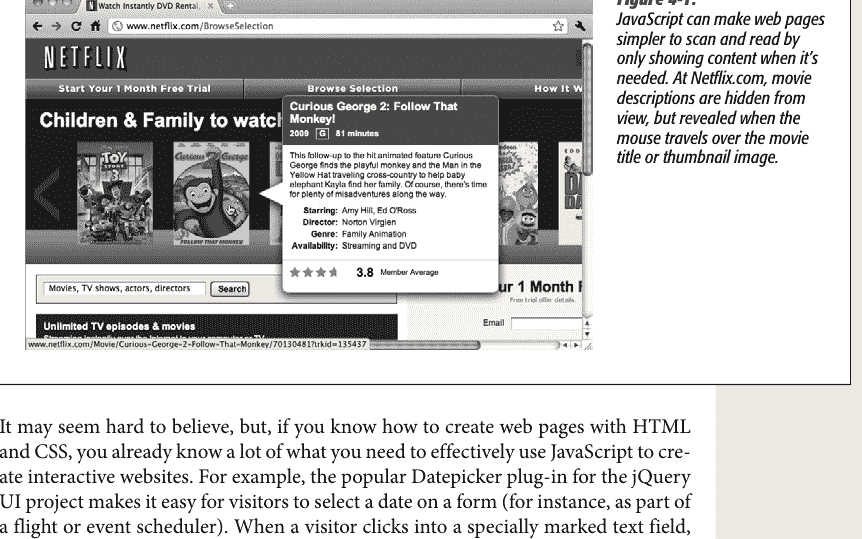 Watch Instantly DVD Rental,
www.netflix.com/BrowseSelection
NETFLIX
Start Your 1 Month Free Trial
Browse Selection
How It W
Children & Family to watch
Curious George 2: Follow That
Monkey!
2009 G 81 minutes
This follow-up to the hit animated feature Curious
George finds the playful monkey and the Man in the
Yellow Hat traveling cross-country to help baby
elephant Kayla find her family. Of course, there's time
for plenty of misadventures along the way.
Starring: Amy Hill, Ed O'Ross
Director: Norton Virgien
Genre: Family Animation
Availability: Streaming and DVD
3.8 Member Average
TOY STORY 3
Curious George
FOLLOW THAT MONKEY!
Movies, TV shows, actors, directors
Search
ur 1 Month F
Free trial offer details.
Email
Unlimited TV episodes & movies
www.netflix.com/Movie/Curious-George-2-Follow-That-Monkey/70130481?trkid=135437
Figure 4-1:
JavaScript can make web pages
simpler to scan and read by
only showing content when it's
needed. At Netflix.com, movie
descriptions are hidden from
view, but revealed when the
mouse travels over the movie
title or thumbnail image.
It may seem hard to believe, but, if you know how to create web pages with HTML
and CSS, you already know a lot of what you need to effectively use JavaScript to cre-
ate interactive websites. For example, the popular Datepicker plug-in for the jQuery
UI project makes it easy for visitors to select a date on a form (for instance, as part of
a flight or event scheduler). When a visitor clicks into a specially marked text field,